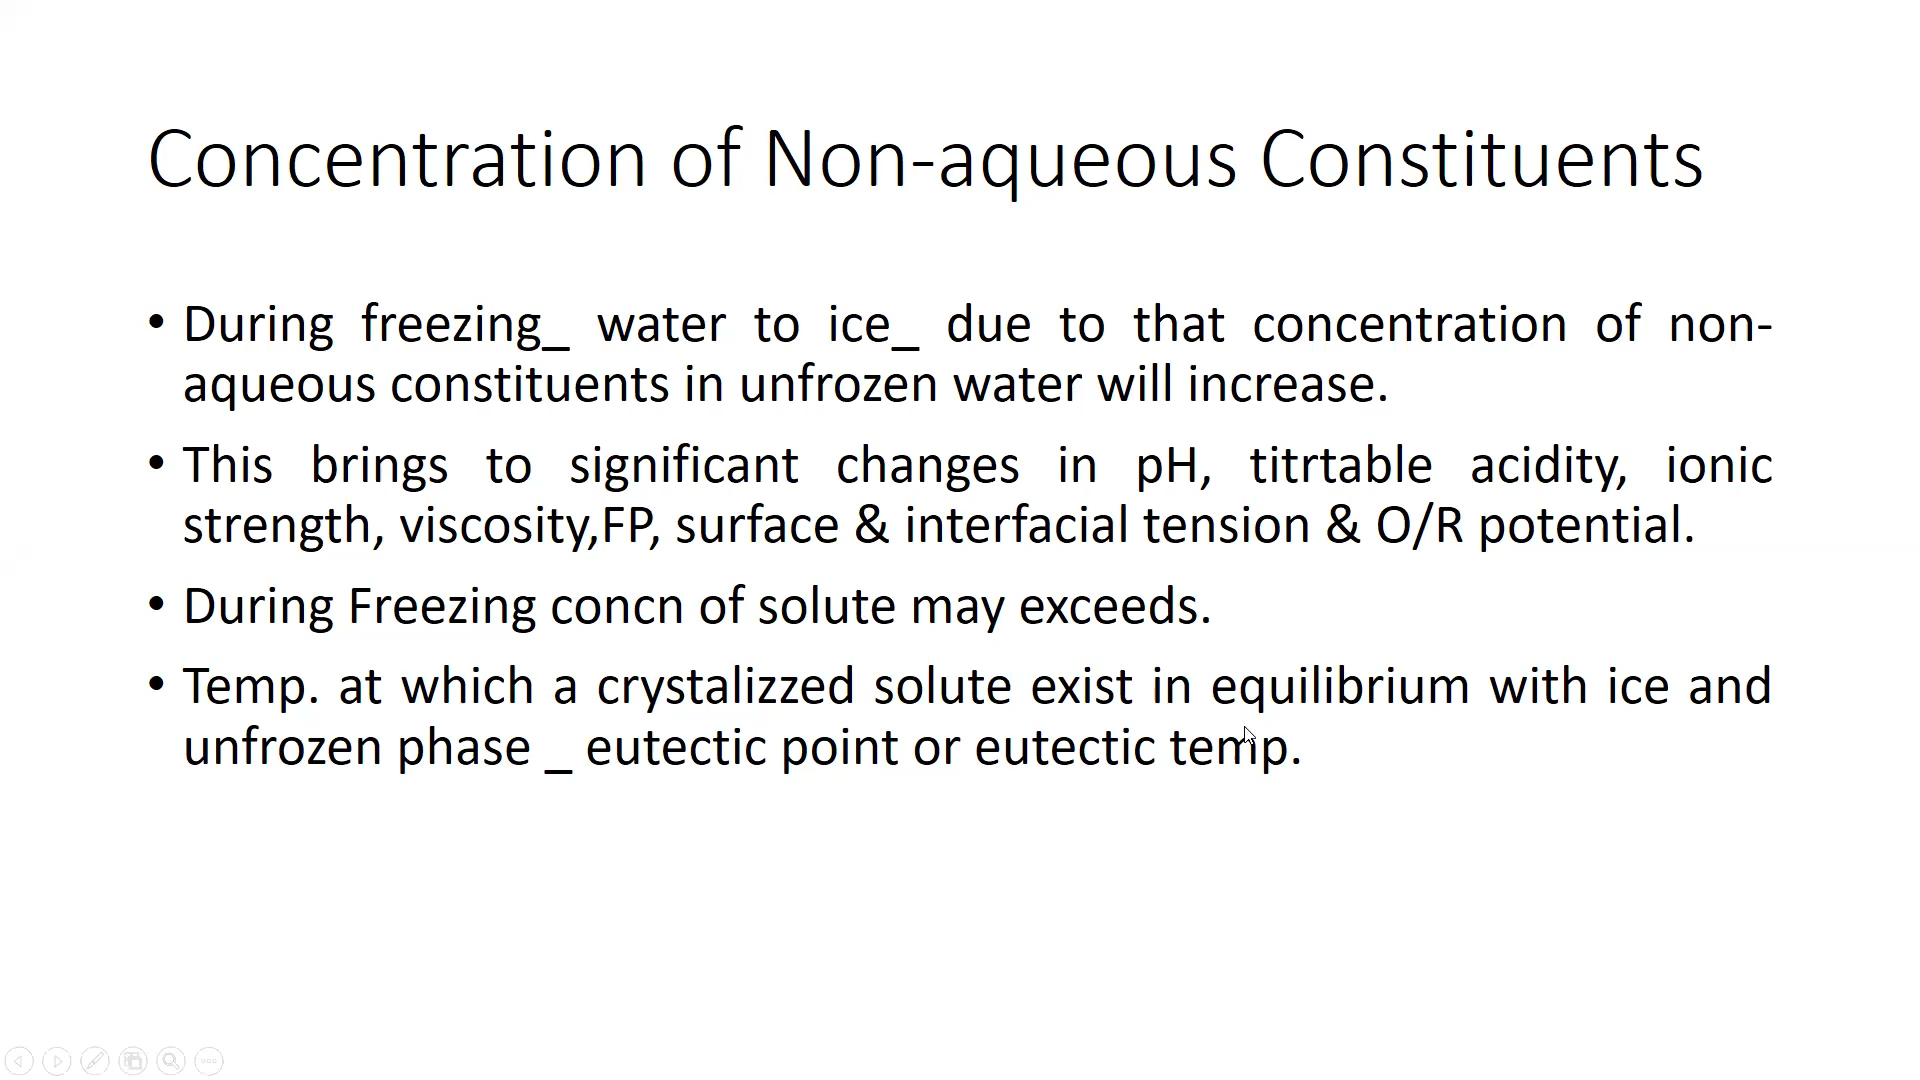 Concentration of Non-aqueous Constituents
• During freezing_ water to ice_ due to that concentration of non-
aqueous constituents in unfrozen water will increase.
• This brings to significant changes in pH, titrtable acidity, ionic
strength, viscosity,FP, surface & interfacial tension & O/R potential.
• During Freezing concn of solute may exceeds.
• Temp. at which a crystalizzed solute exist in equilibrium with ice and
unfrozen phase _ eutectic point or eutectic temp.